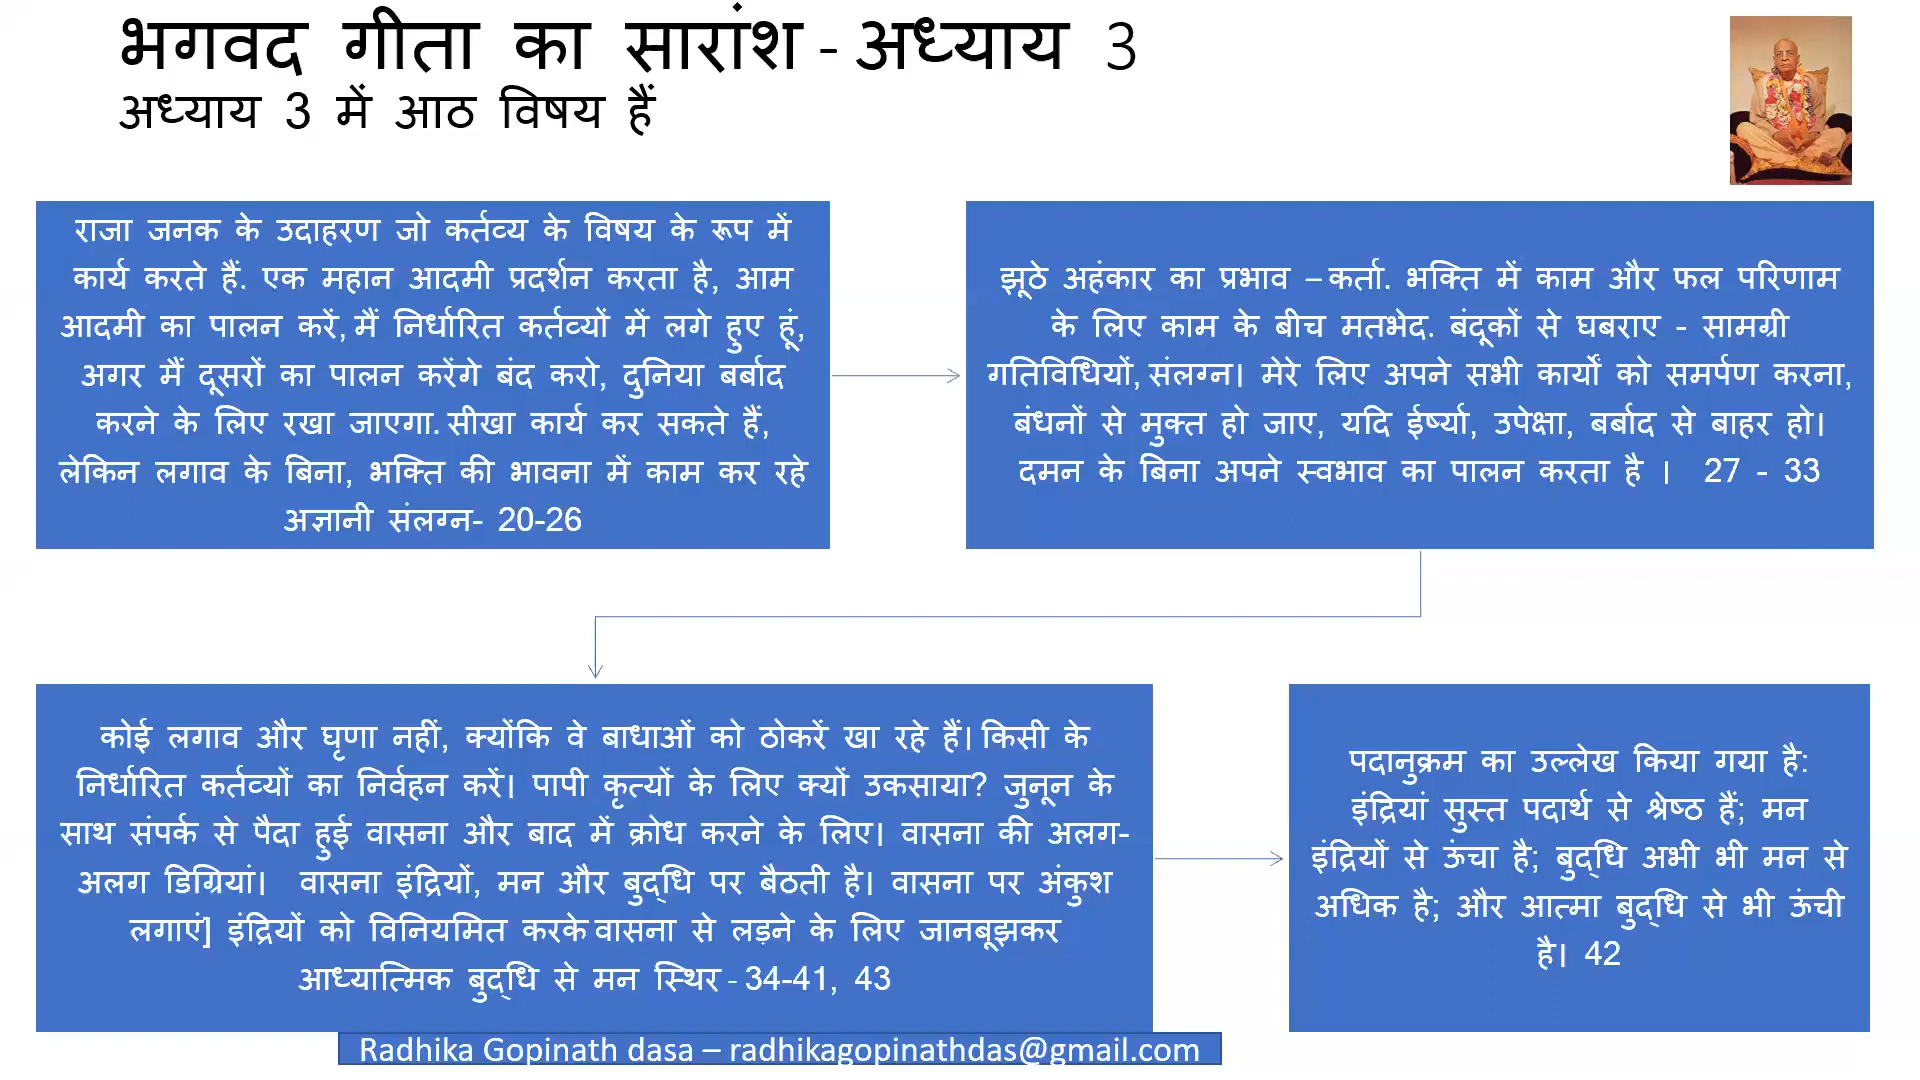 भगवद गीता का सारांश - अध्याय 3
अध्याय 3 में आठ विषय हैं
राजा जनक के उदाहरण जो कर्तव्य के विषय के रूप में
कार्य करते हैं. एक महान आदमी प्रदर्शन करता है, आम
आदमी का पालन करें, मैं निर्धारित कर्तव्यों में लगे हुए हूं,
अगर मैं दूसरों का पालन करेंगे बंद करो, दुनिया बर्बाद
करने के लिए रखा जाएगा. सीखा कार्य कर सकते हैं,
लेकिन लगाव के बिना, भक्ति की भावना में काम कर रहे
अज्ञानी संलग्न- 20-26
झूठे अहंकार का प्रभाव – कर्ता. भक्ति में काम और फल परिणाम
के लिए काम के बीच मतभेद. बंदूकों से घबराए - सामग्री
गतिविधियों, संलग्न। मेरे लिए अपने सभी कार्यों को समर्पण करना,
बंधनों से मुक्त हो जाए, यदि ईर्ष्या, उपेक्षा, बर्बाद से बाहर हो।
दमन के बिना अपने स्वभाव का पालन करता है । 27 - 33
कोई लगाव और घृणा नहीं, क्योंकि वे बाधाओं को ठोकरें खा रहे हैं। किसी के
निर्धारित कर्तव्यों का निर्वहन करें। पापी कृत्यों के लिए क्यों उकसाया? जुनून के
साथ संपर्क से पैदा हुई वासना और बाद में क्रोध करने के लिए। वासना की अलग-
अलग डिग्रियां। वासना इंद्रियों, मन और बुद्धि पर बैठती है। वासना पर अंकुश
लगाएं] इंद्रियों को विनियमित करके वासना से लड़ने के लिए जानबूझकर
आध्यात्मिक बुद्धि से मन स्थिर - 34-41, 43
पदानुक्रम का उल्लेख किया गया है:
इंद्रियां सुस्त पदार्थ से श्रेष्ठ हैं; मन
इंद्रियों से ऊंचा है; बुद्धि अभी भी मन से
अधिक है; और आत्मा बुद्धि से भी ऊंची
है। 42
Radhika Gopinath dasa – radhikagopinathdas@gmail.com